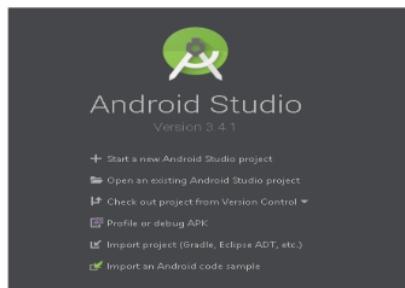 Android Studio
Version 3.4.1
Start a new Android Studio project
Open an existing Android Studio project
Check out project from Version Control
Profile or debug APK
Import project (Gradle, Eclipse ADT, etc.)
Import an Android code sample